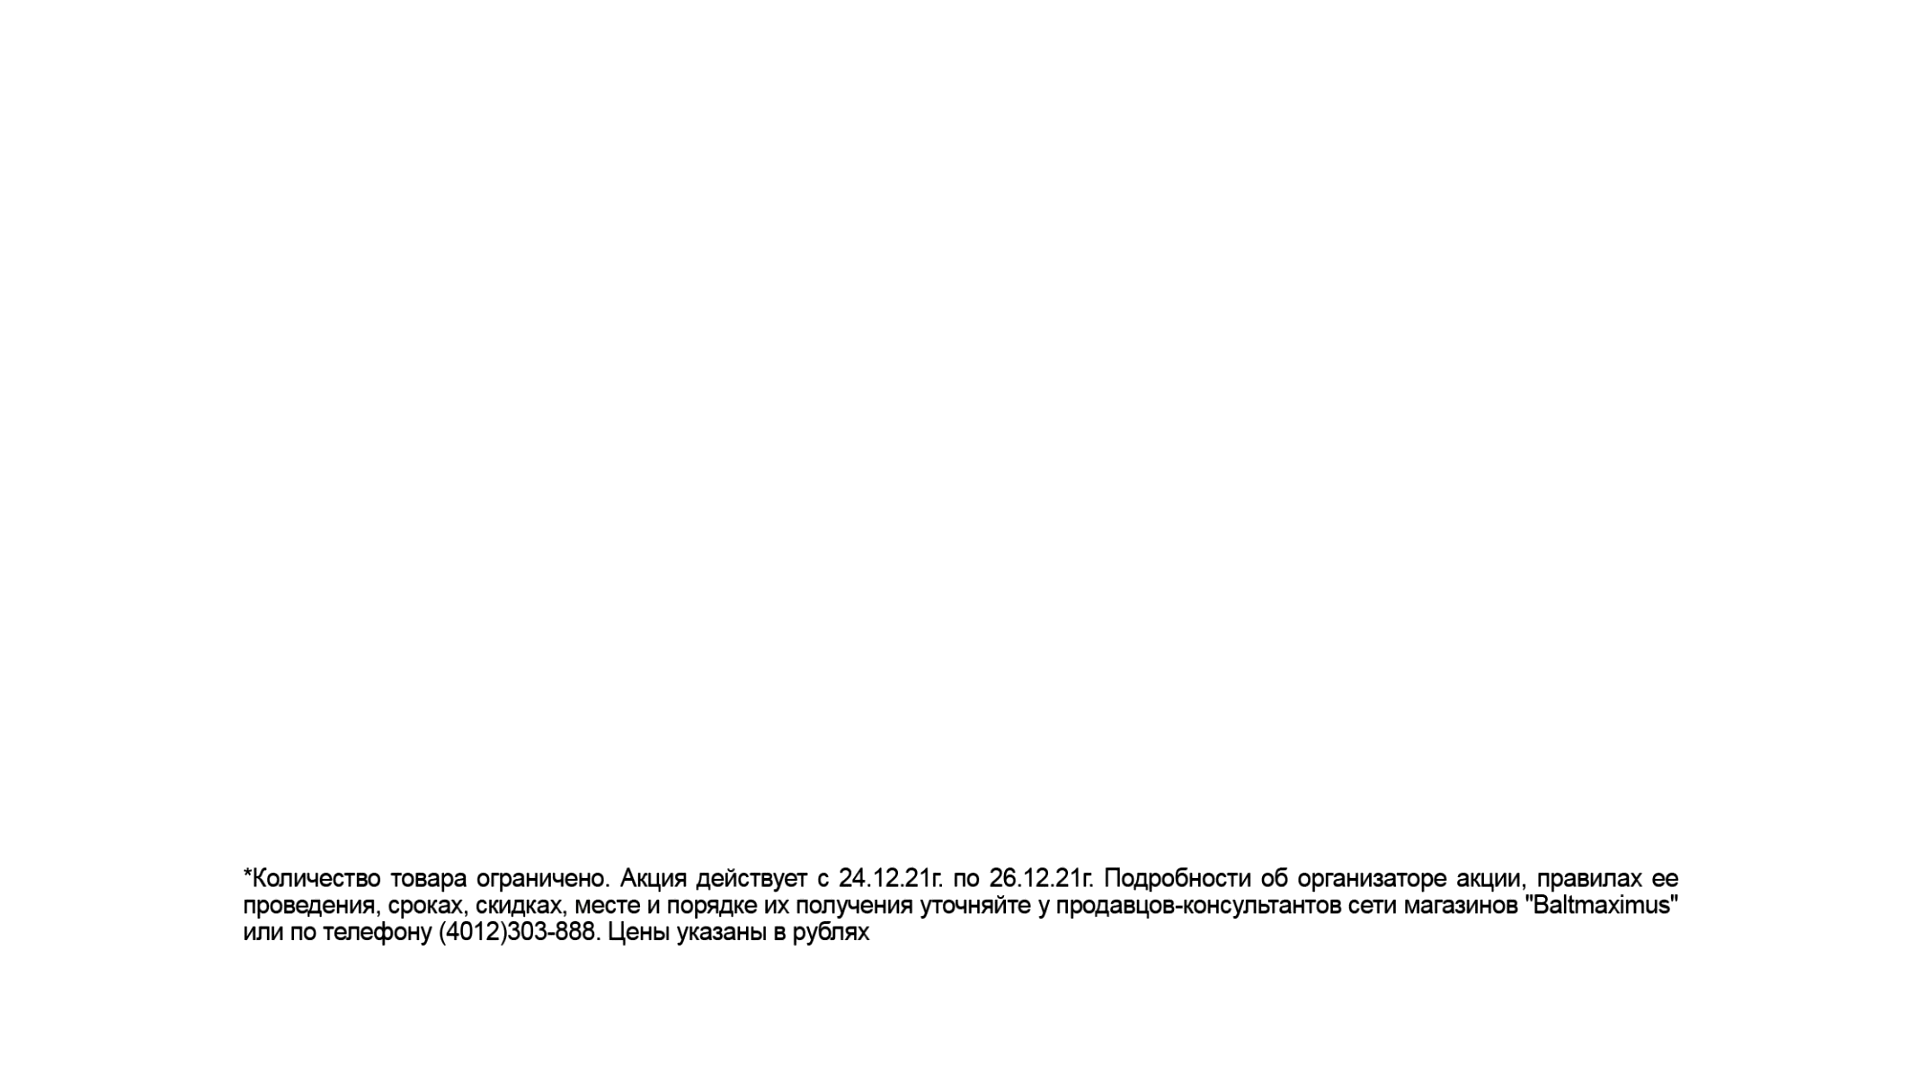 *Количество товара ограничено. Акция действует с 24.12.21г. по 26.12.21г. Подробности об организаторе акции, правилах ее
проведения, сроках, скидках, месте и порядке их получения уточняйте у продавцов-консультантов сети магазинов "Baltmaximus"
или по телефону (4012)303-888. Цены указаны в рублях